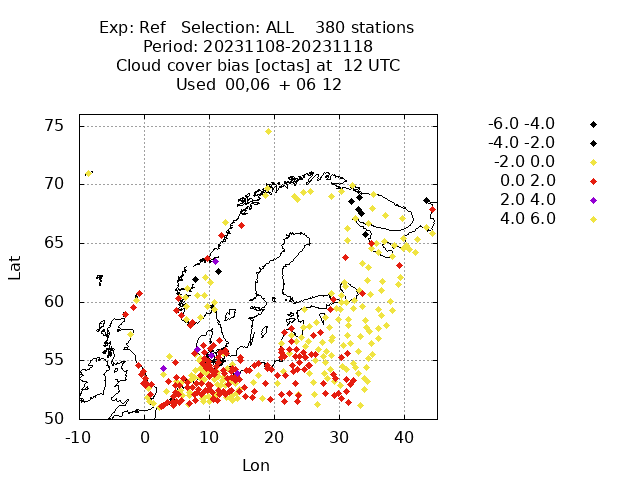 Exp: Ref   Selection: ALL    380 stations
Period: 20231108-20231118
Cloud cover bias [octas] at  12 UTC
Used  00,06  + 06 12
75
70
65
60
55
50
-10 0 10 20 30 40
Lat
Lon
-6.0 -4.0
-4.0 -2.0
-2.0 0.0
0.0 2.0
2.0 4.0
4.0 6.0